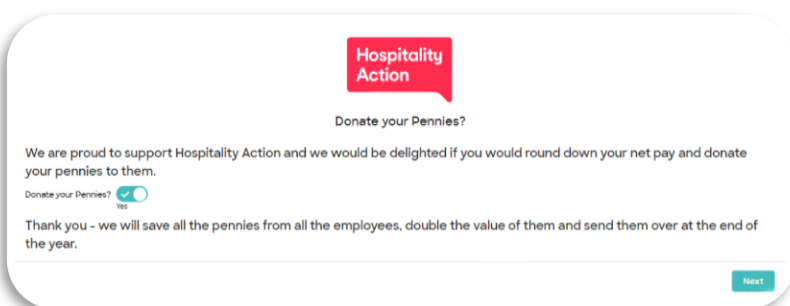 Hospitality
Action
Donate your Pennies?
We are proud to support Hospitality Action and we would be delighted if you would round down your net pay and donate
your pennies to them.
Donate your Pennies?
Yes
Thank you - we will save all the pennies from all the employees, double the value of them and send them over at the end of
the year.
Next